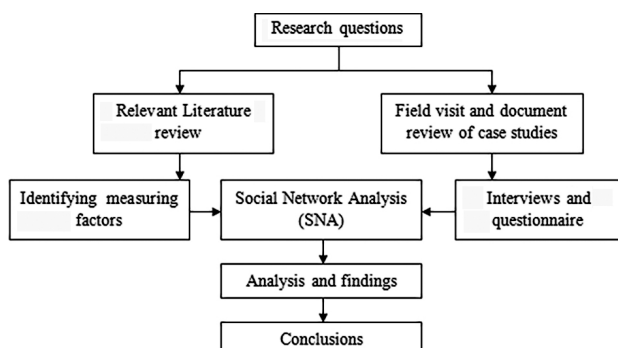 Research questions
Relevant Literature
review
Field visit and document
review of case studies
Identifying measuring
factors
Social Network Analysis
(SNA)
Interviews and
questionnaire
Analysis and findings
Conclusions